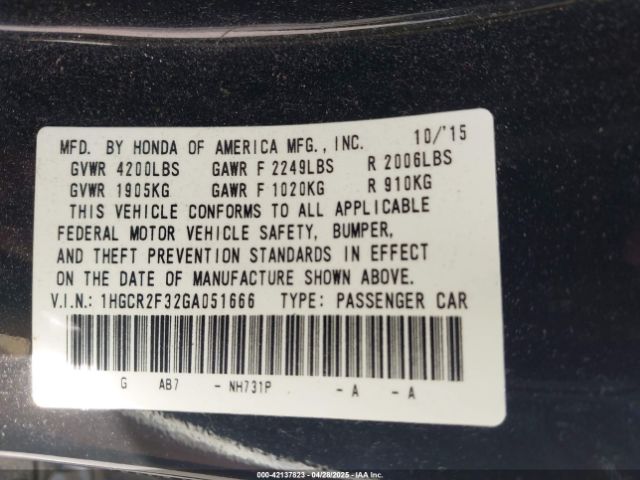 MFD. BY HONDA OF AMERICA MFG., INC. 10/'15
GVWR 4200LBS GAWR F 2249LBS R 2006LBS
GVWR 1905KG GAWR F 1020KG R 910KG
THIS VEHICLE CONFORMS TO ALL APPLICABLE
FEDERAL MOTOR VEHICLE SAFETY, BUMPER,
AND THEFT PREVENTION STANDARDS IN EFFECT
ON THE DATE OF MANUFACTURE SHOWN ABOVE.
V.I.N.: 1HGCR2F32GA051666 TYPE: PASSENGER CAR
G AB7 - NH731P - A - A
000-42137823 - 04/28/2025 - IAA Inc.